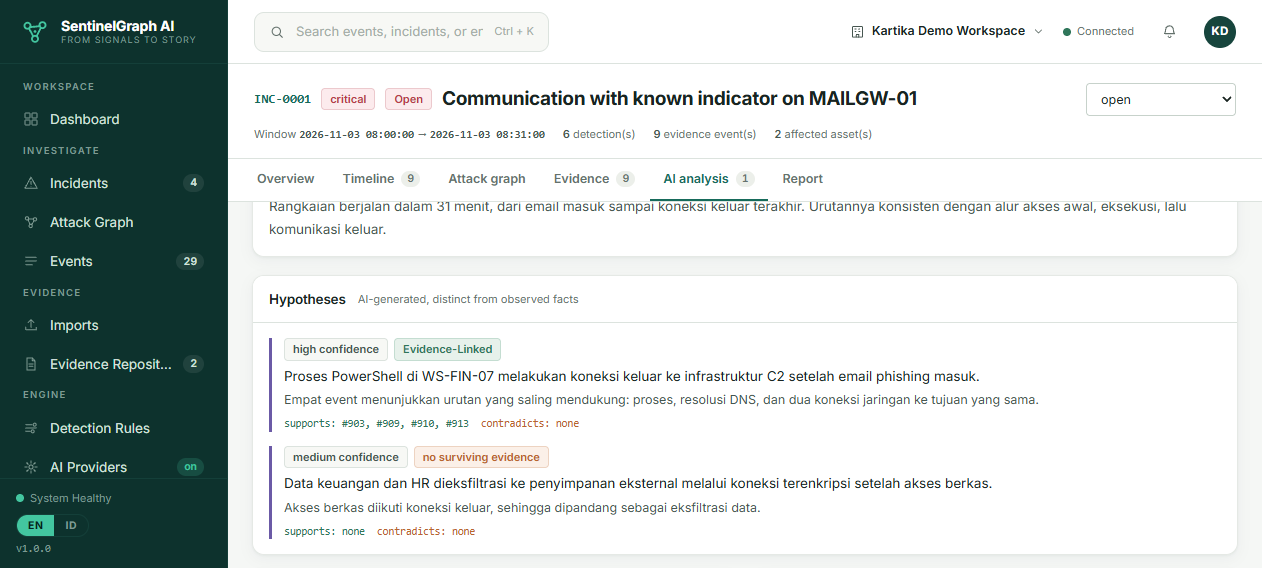 SentinelGraph AI
FROM SIGNALS TO STORY
Search events, incidents, or er
Ctrl + K
Kartika Demo Workspace
Connected
KD
WORKSPACE
Dashboard
INVESTIGATE
Incidents 4
Attack Graph
Events 29
EVIDENCE
Imports
Evidence Reposit... 2
ENGINE
Detection Rules
AI Providers on
System Healthy
EN ID
v1.0.0
INC-0001 critical Open Communication with known indicator on MAILGW-01
open
Window 2026-11-03 08:00:00 → 2026-11-03 08:31:00 6 detection(s) 9 evidence event(s) 2 affected asset(s)
Overview Timeline 9 Attack graph Evidence 9 AI analysis 1 Report
Rangkaian berjalan dalam 31 menit, dari email masuk sampai koneksi keluar terakhir. Urutannya konsisten dengan alur akses awal, eksekusi, lalu
komunikasi keluar.
Hypotheses AI-generated, distinct from observed facts
high confidence Evidence-Linked
Proses PowerShell di WS-FIN-07 melakukan koneksi keluar ke infrastruktur C2 setelah email phishing masuk.
Empat event menunjukkan urutan yang saling mendukung: proses, resolusi DNS, dan dua koneksi jaringan ke tujuan yang sama.
supports: #903, #909, #910, #913 contradicts: none
medium confidence no surviving evidence
Data keuangan dan HR dieksfiltrasi ke penyimpanan eksternal melalui koneksi terenkripsi setelah akses berkas.
Akses berkas diikuti koneksi keluar, sehingga dipandang sebagai eksfiltrasi data.
supports: none contradicts: none